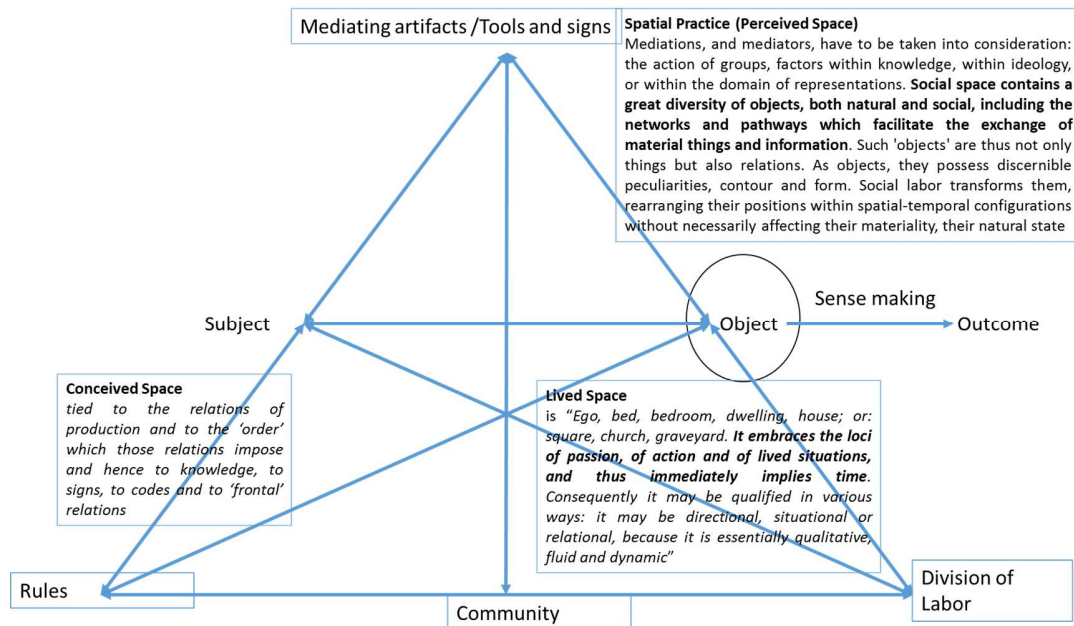 Mediating artifacts /Tools and signs
Spatial Practice (Perceived Space)
Mediations, and mediators, have to be taken into consideration:
the action of groups, factors within knowledge, within ideology,
or within the domain of representations. Social space contains a
great diversity of objects, both natural and social, including the
networks and pathways which facilitate the exchange of
material things and information. Such 'objects' are thus not only
things but also relations. As objects, they possess discernible
peculiarities, contour and form. Social labor transforms them,
rearranging their positions within spatial-temporal configurations
without necessarily affecting their materiality, their natural state
Subject
Object
Sense making
Outcome
Conceived Space
tied to the relations of
production and to the ‘order’
which those relations impose
and hence to knowledge, to
signs, to codes and to ‘frontal’
relations
Lived Space
is “Ego, bed, bedroom, dwelling, house; or:
square, church, graveyard. It embraces the loci
of passion, of action and of lived situations,
and thus immediately implies time.
Consequently it may be qualified in various
ways: it may be directional, situational or
relational, because it is essentially qualitative,
fluid and dynamic”
Rules
Community
Division of
Labor